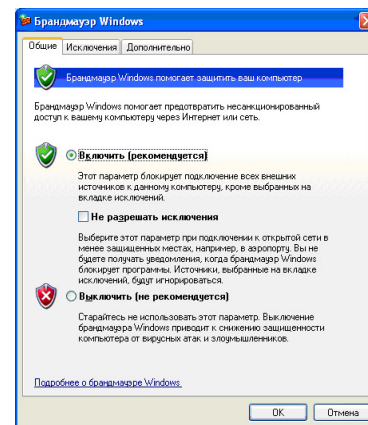 Брандмауэр Windows
Общие Исключения Дополнительно
Брандмауэр Windows помогает защитить ваш компьютер
Брандмауэр Windows помогает предотвратить несанкционированный
доступ к вашему компьютеру через Интернет или сеть.
Включить (рекомендуется)
Этот параметр блокирует подключение всех внешних
источников к данному компьютеру, кроме выбранных на
вкладке исключений.
Не разрешать исключения
Выберите этот параметр при подключении к открытой сети в
менее защищенных местах, например, в аэропорту. Вы не
будете получать уведомления, когда брандмауэр Windows
блокирует программы. Источники, выбранные на вкладке
исключений, будут игнорироваться.
Выключить (не рекомендуется)
Старайтесь не использовать этот параметр. Выключение
брандмауэра Windows приводит к снижению защищенности
компьютера от вирусных атак и злоумышленников.
Подробнее о брандмауэре Windows.
OK Отмена